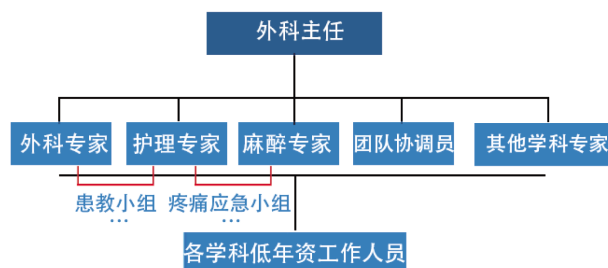 外科主任
外科专家 护理专家 麻醉专家 团队协调员 其他学科专家
患教小组 疼痛应急小组
… …
各学科低年资工作人员